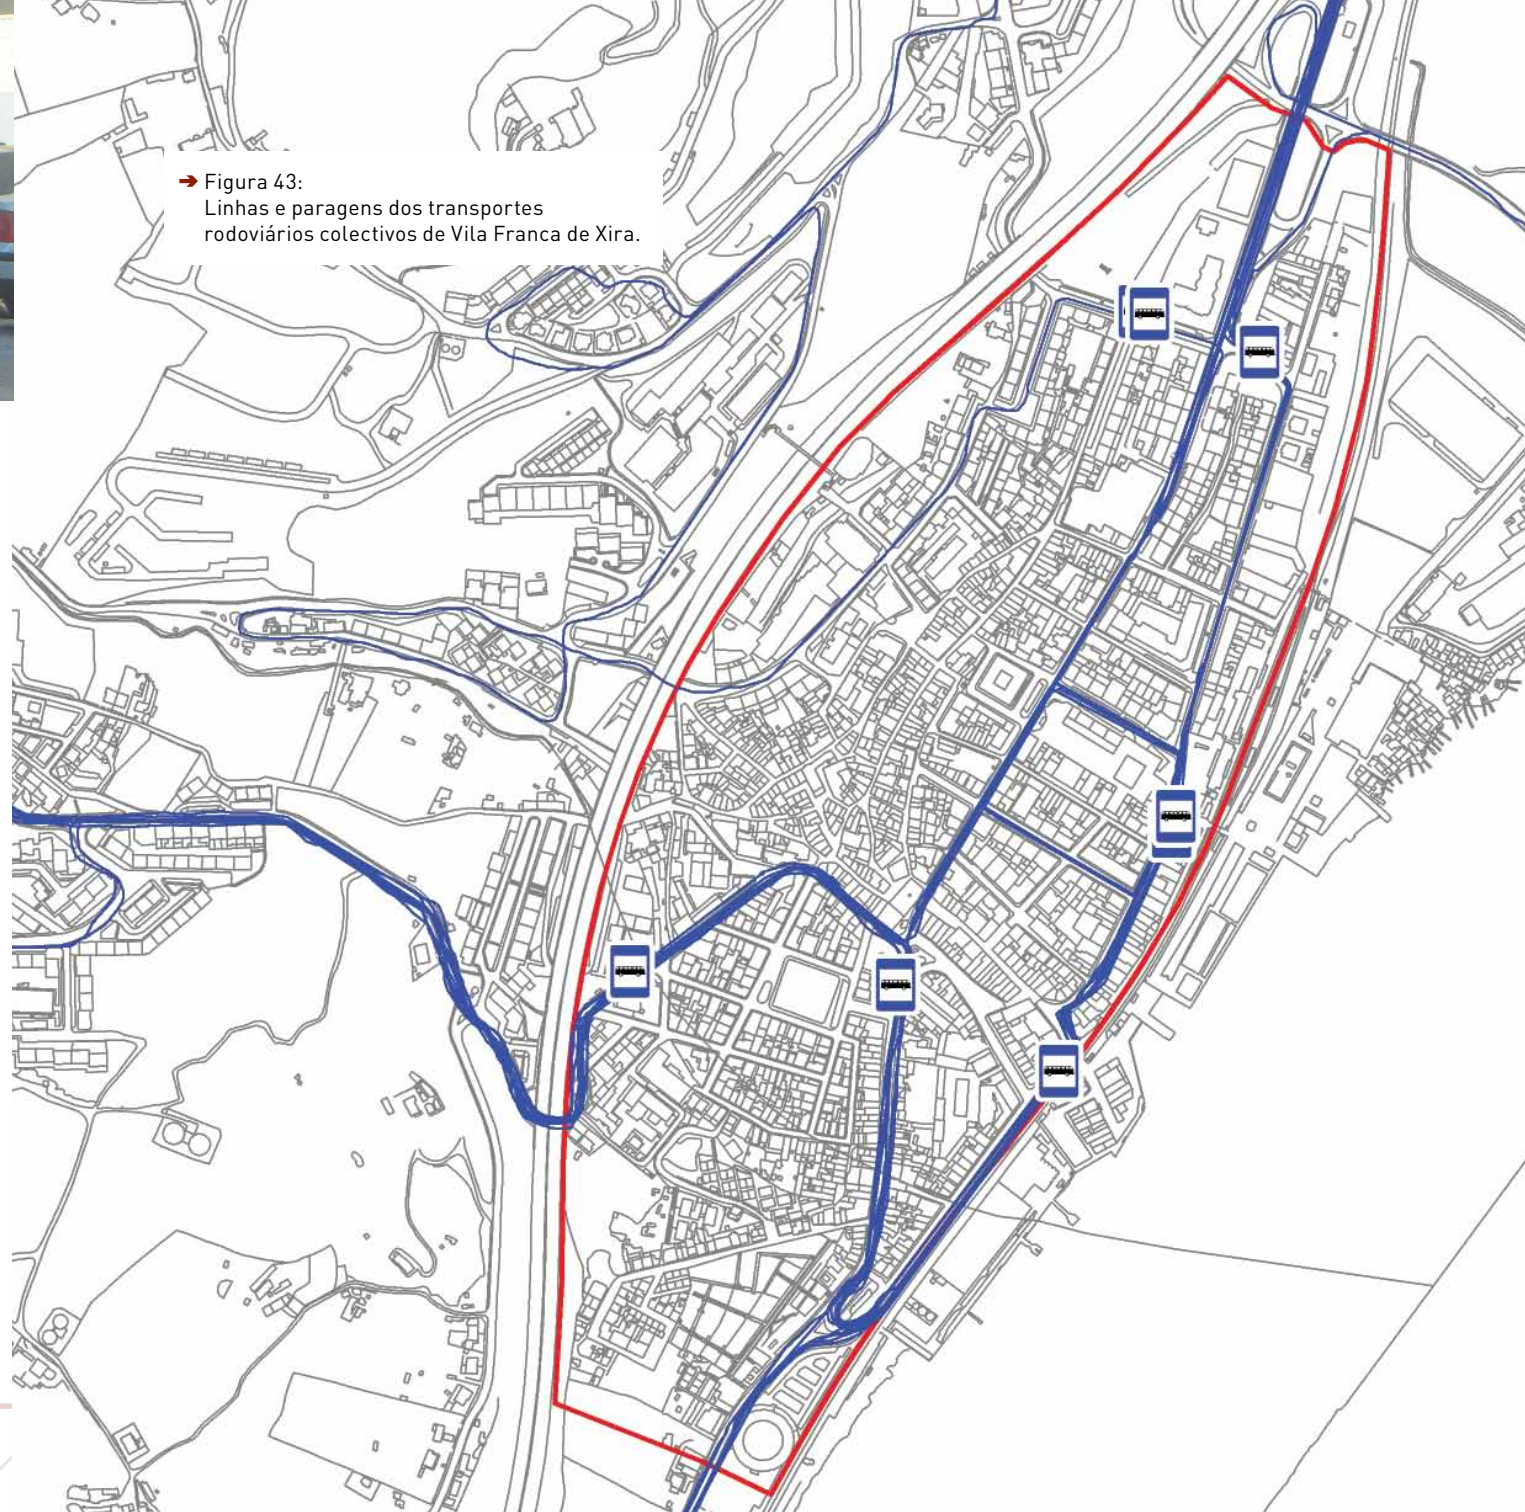 ➔ Figura 43:
Linhas e paragens dos transportes
rodoviários colectivos de Vila Franca de Xira.